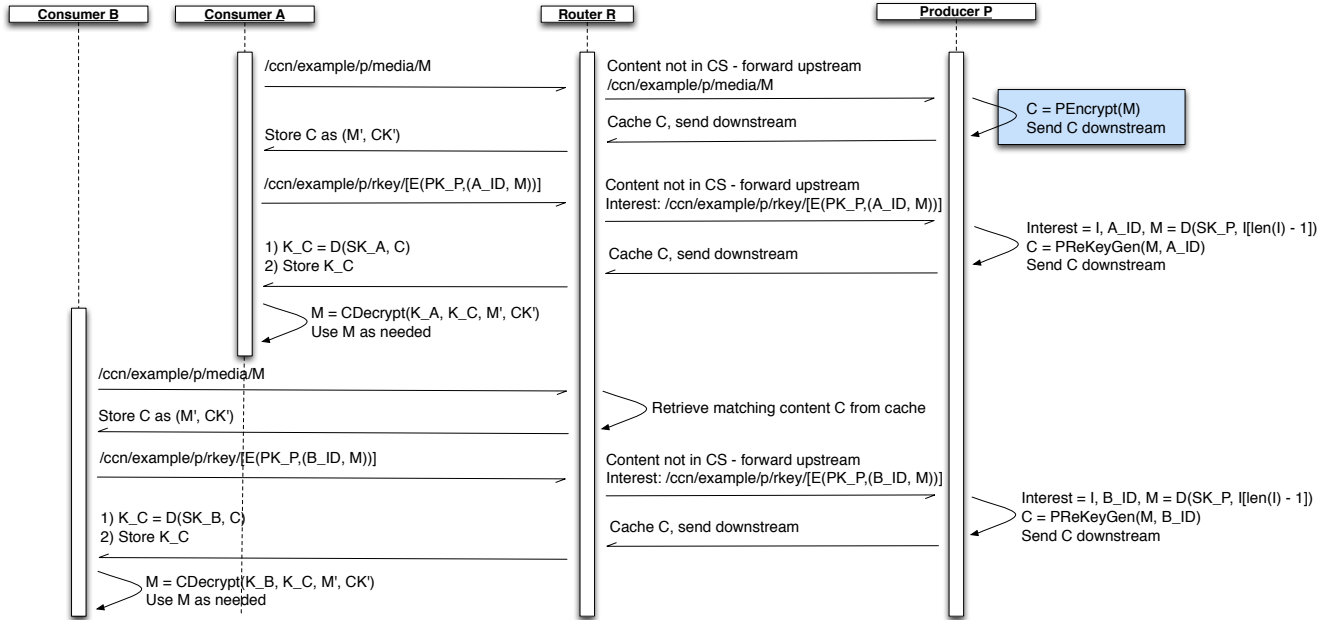 Consumer B
Consumer A
Router R
Producer P
/ccn/example/p/media/M
Content not in CS - forward upstream
/ccn/example/p/media/M
C = PEncrypt(M)
Send C downstream
Cache C, send downstream
Store C as (M', CK')
/ccn/example/p/rkey/[E(PK_P,(A_ID, M))]
Content not in CS - forward upstream
Interest: /ccn/example/p/rkey/[E(PK_P,(A_ID, M))]
Interest = I, A_ID, M = D(SK_P, I[len(I) - 1])
C = PReKeyGen(M, A_ID)
Send C downstream
Cache C, send downstream
1) K_C = D(SK_A, C)
2) Store K_C
M = CDecrypt(K_A, K_C, M', CK')
Use M as needed
/ccn/example/p/media/M
Retrieve matching content C from cache
Store C as (M', CK')
/ccn/example/p/rkey/[E(PK_P,(B_ID, M))]
Content not in CS - forward upstream
Interest: /ccn/example/p/rkey/[E(PK_P,(B_ID, M))]
Interest = I, B_ID, M = D(SK_P, I[len(I) - 1])
C = PReKeyGen(M, B_ID)
Send C downstream
Cache C, send downstream
1) K_C = D(SK_B, C)
2) Store K_C
M = CDecrypt(K_B, K_C, M', CK')
Use M as needed